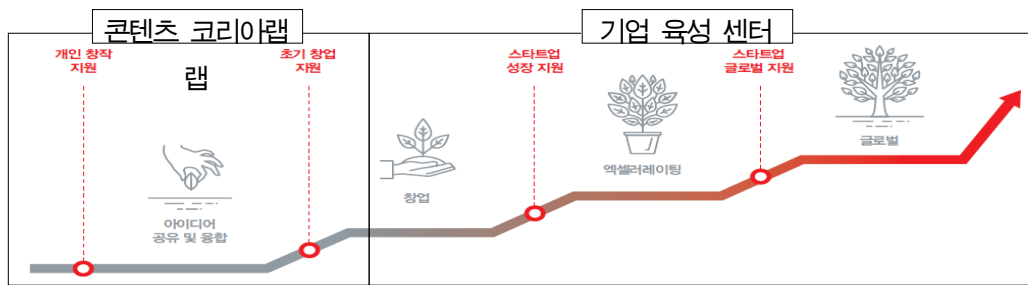 콘텐츠 코리아랩
랩
기업 육성 센터
개인 창작
지원
초기 창업
지원
스타트업
성장 지원
스타트업
글로벌 지원
아이디어
공유 및 융합
창업
엑셀러레이팅
글로벌